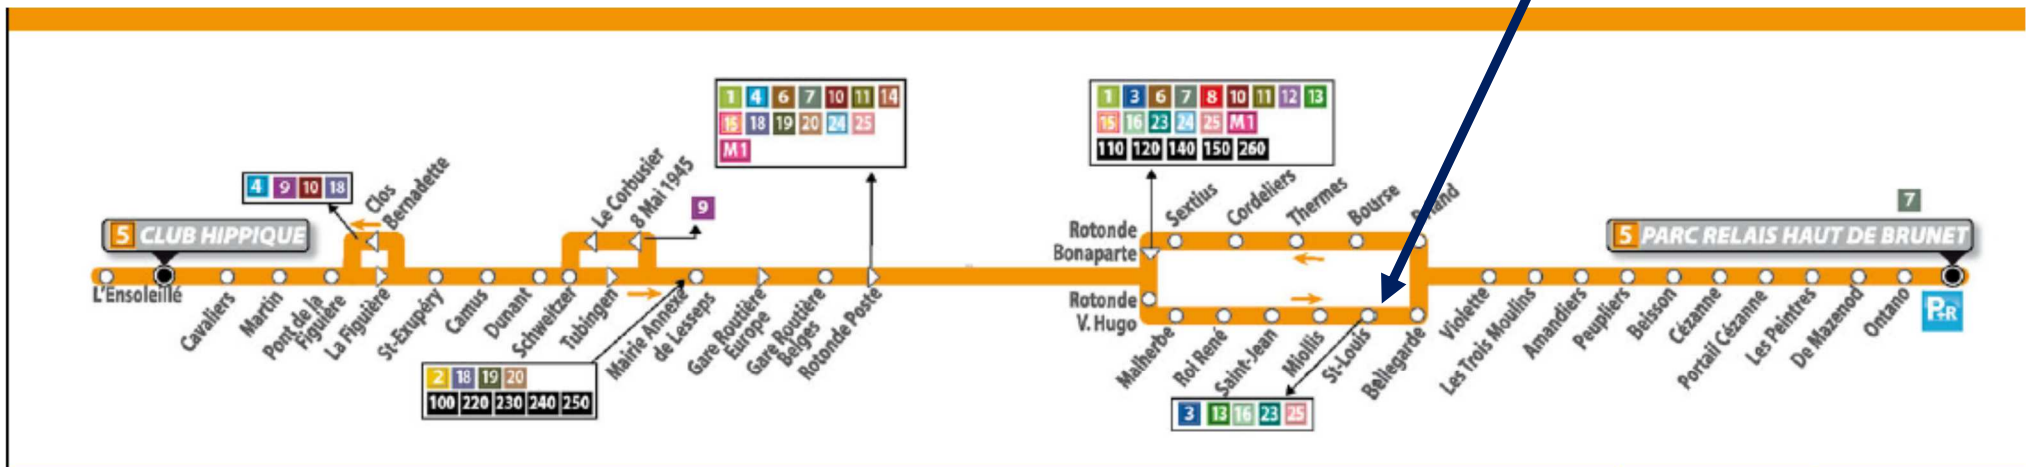 4 9 10 18
Clos
Bernadette
5 CLUB HIPPIQUE
L'Ensoleillé
Cavaliers
Martin
Pont de la
Figuière
La Figuière
St-Exupéry
Camus
Dunant
Schweitzer
Tubingen
Le Corbusier
8 Mai 1945
9
Mairie Annexe
de Lesseps
2 18 19 20
100 220 230 240 250
Gare Routière
Europe
Gare Routière
Belges
Rotonde Poste
1 4 6 7 10 11 14
15 18 19 20 24 25
M1
1 3 6 7 8 10 11 12 13
15 16 23 24 25 M1
110 120 140 150 260
Rotonde
Bonaparte
Sextius
Cordeliers
Thermes
Bourse
Rotonde
V. Hugo
Malherbe
Roi René
Saint-Jean
Miollis
St-Louis
Bellegarde
3 13 16 23 25
Violette
Les Trois Moulins
Amandiers
Peupliers
Beisson
Cézanne
Portail Cézanne
Les Peintres
De Mazenod
Ontano
7
5 PARC RELAIS HAUT DE BRUNET
P+R